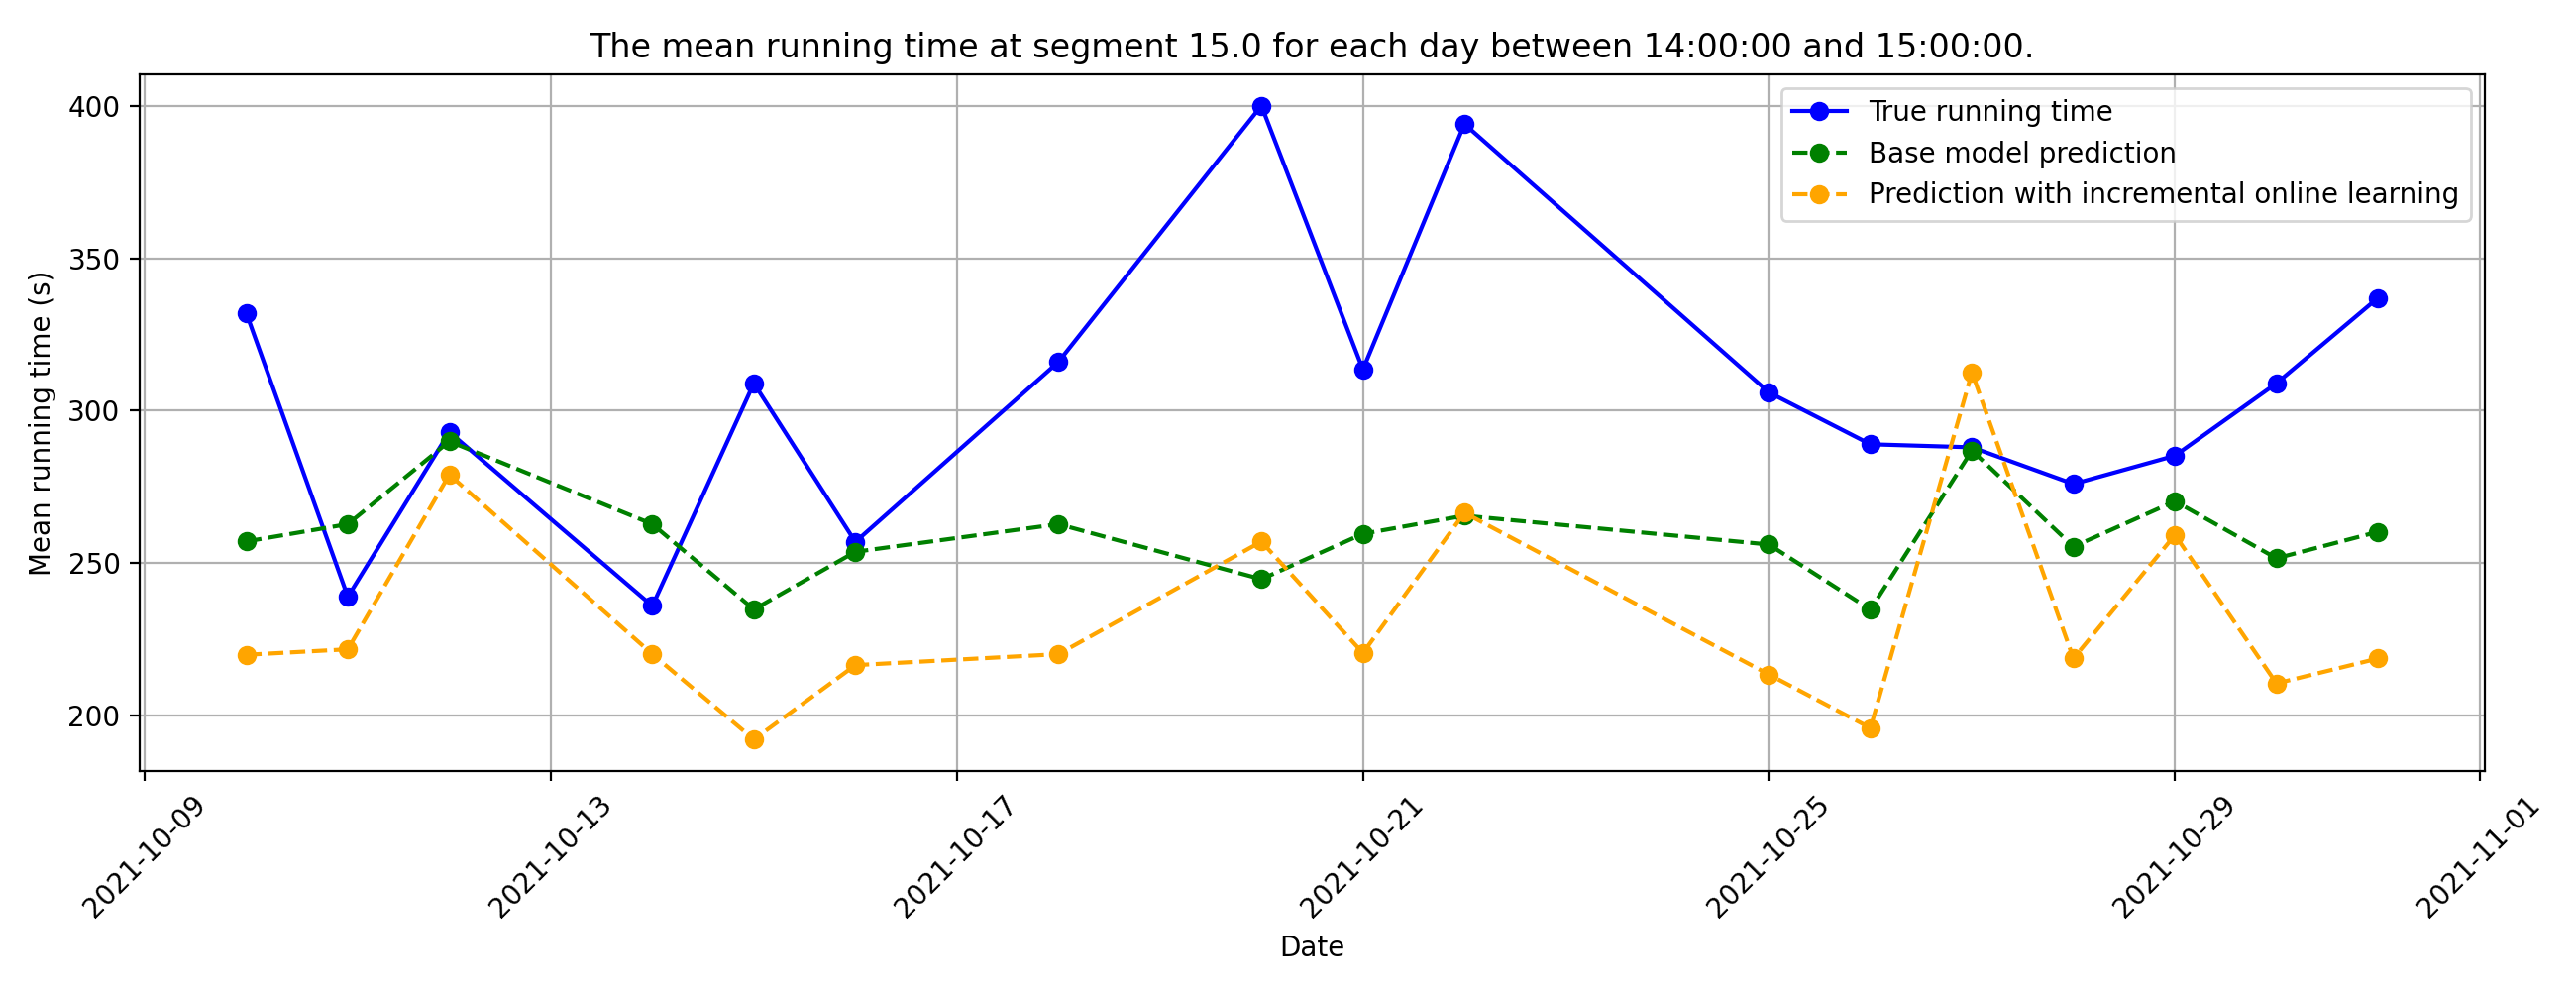 The mean running time at segment 15.0 for each day between 14:00:00 and 15:00:00.
True running time
Base model prediction
Prediction with incremental online learning
Mean running time (s)
400
350
300
250
200
2021-10-09
2021-10-13
2021-10-17
2021-10-21
2021-10-25
2021-10-29
2021-11-01
Date